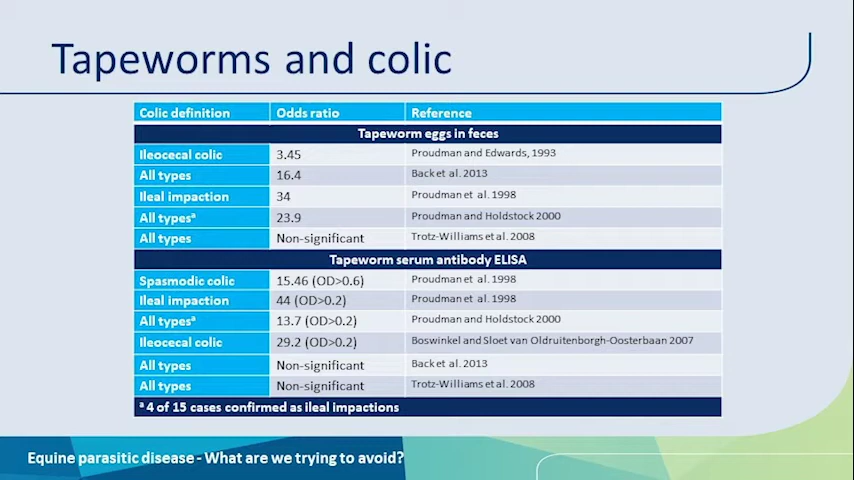 Tapeworms and colic
Colic definition Odds ratio Reference
Tapeworm eggs in feces
Ileocecal colic 3.45 Proudman and Edwards, 1993
All types 16.4 Back et al. 2013
Ileal impaction 34 Proudman et al. 1998
All typesᵃ 23.9 Proudman and Holdstock 2000
All types Non-significant Trotz-Williams et al. 2008
Tapeworm serum antibody ELISA
Spasmodic colic 15.46 (OD>0.6) Proudman et al. 1998
Ileal impaction 44 (OD>0.2) Proudman et al. 1998
All typesᵃ 13.7 (OD>0.2) Proudman and Holdstock 2000
Ileocecal colic 29.2 (OD>0.2) Boswinkel and Sloet van Oldruitenborgh-Oosterbaan 2007
All types Non-significant Back et al. 2013
All types Non-significant Trotz-Williams et al. 2008
ᵃ 4 of 15 cases confirmed as ileal impactions
Equine parasitic disease - What are we trying to avoid?